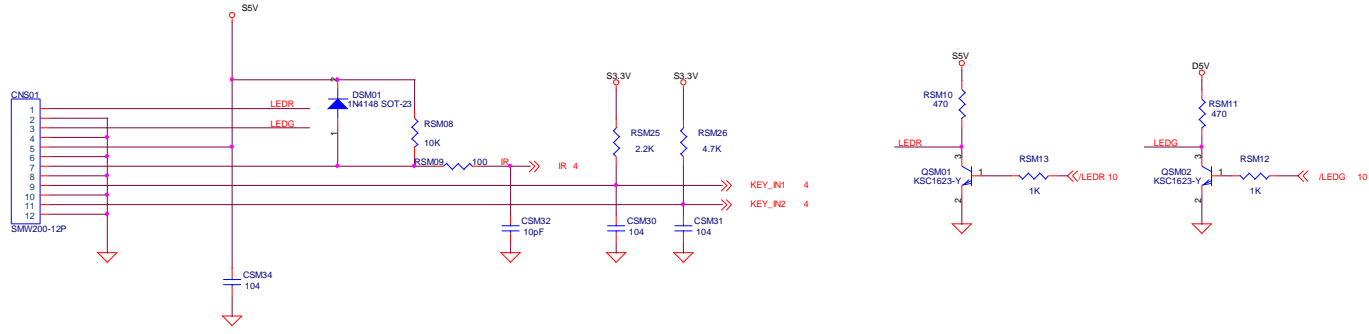 S5V
CNS01
1
2
3
4
5
6
7
8
9
10
11
12
SMW200-12P
LEDR
LEDG
2
DSM01
1N4148 SOT-23
1
RSM08
10K
RSM09
100
IR
IR 4
S3.3V
S3.3V
RSM25
2.2K
RSM26
4.7K
KEY_IN1 4
KEY_IN2 4
CSM32
10pF
CSM30
104
CSM31
104
CSM34
104
S5V
RSM10
470
LEDR
3
QSM01
KSC1623-Y
1
2
RSM13
1K
/LEDR 10
D5V
RSM11
470
LEDG
3
QSM02
KSC1623-Y
1
2
RSM12
1K
/LEDG 10